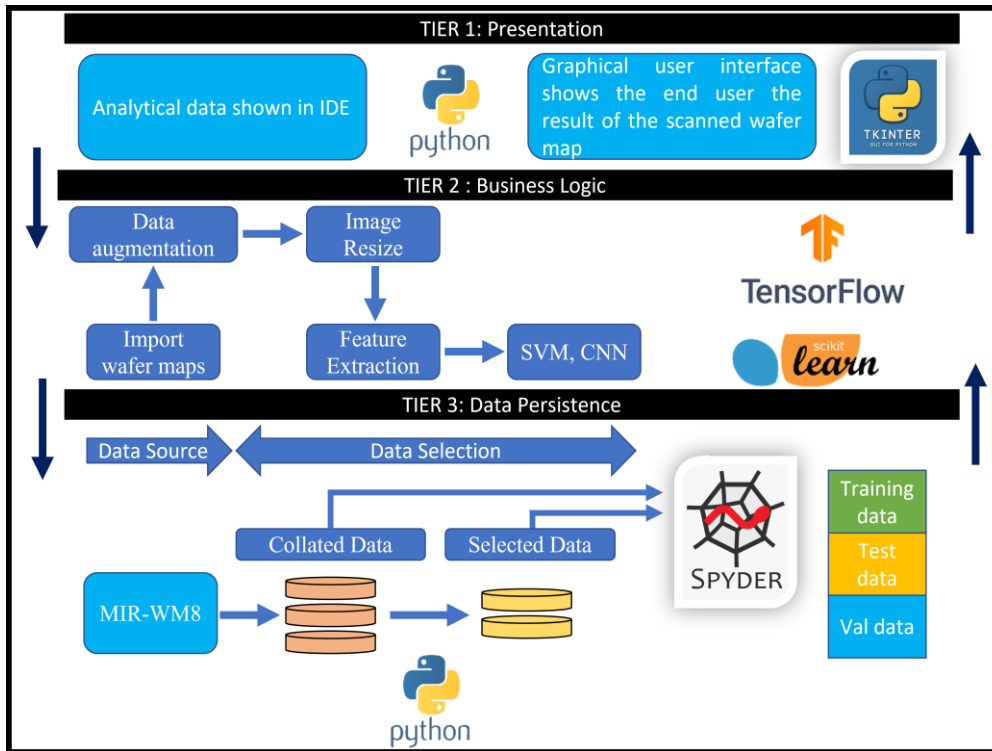 TIER 1: Presentation
Analytical data shown in IDE
python
Graphical user interface
shows the end user the
result of the scanned wafer
map
TKINTER
GUI FOR PYTHON
TIER 2 : Business Logic
Data
augmentation
Image
Resize
Import
wafer maps
Feature
Extraction
SVM, CNN
TensorFlow
scikit
learn
TIER 3: Data Persistence
Data Source
Data Selection
Collated Data
Selected Data
SPYDER
Training
data
Test
data
Val data
MIR-WM8
python